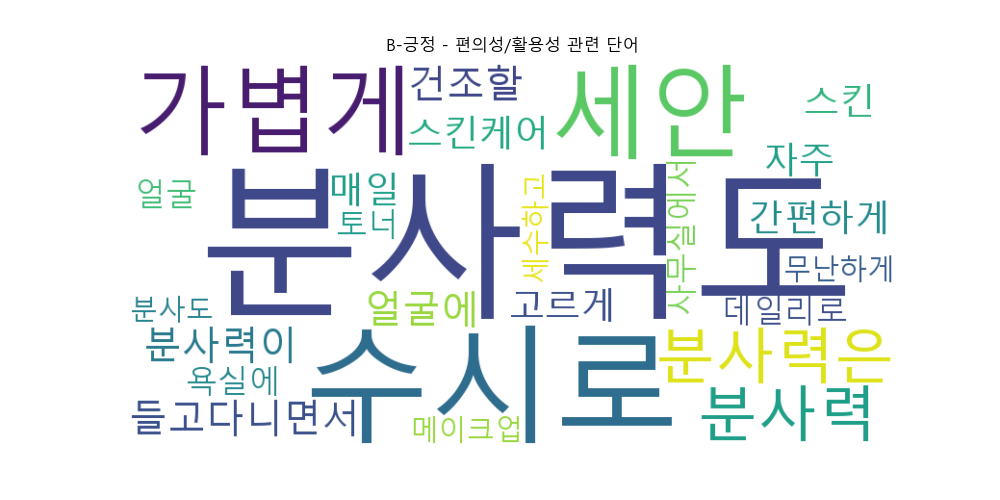 B-긍정 - 편의성/활용성 관련 단어
가볍게
건조할
세안
스킨
스킨케어
자주
얼굴
매일
분사력도
세수하고
사무실에서
토너
간편하게
무난하게
분사도
얼굴에
고르게
데일리로
분사력이
수시로
분사력은
욕실에
들고다니면서
메이크업
분사력